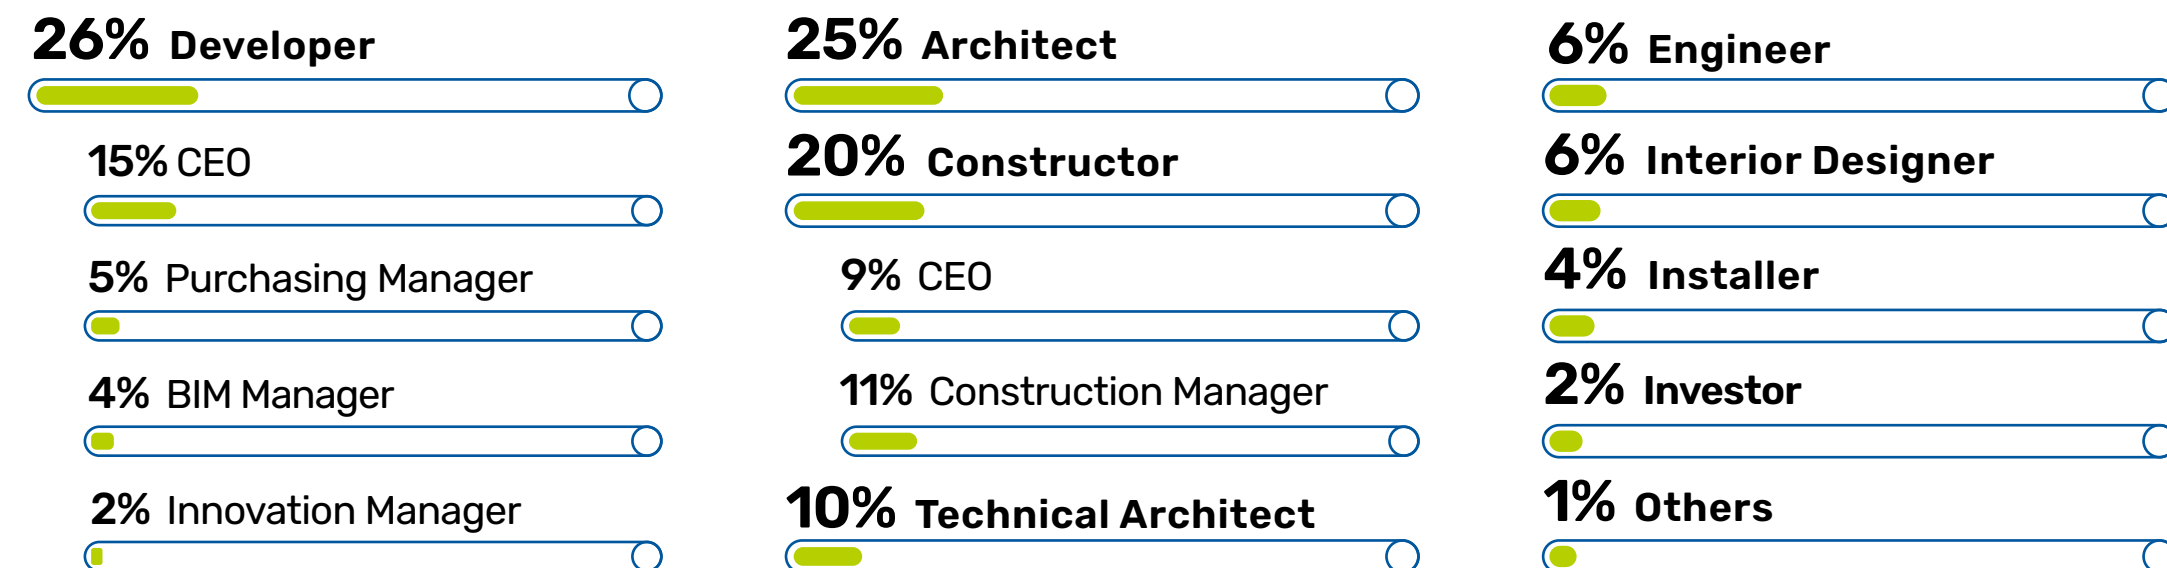 26% Developer
15% CEO
5% Purchasing Manager
4% BIM Manager
2% Innovation Manager
25% Architect
20% Constructor
9% CEO
11% Construction Manager
10% Technical Architect
6% Engineer
6% Interior Designer
4% Installer
2% Investor
1% Others